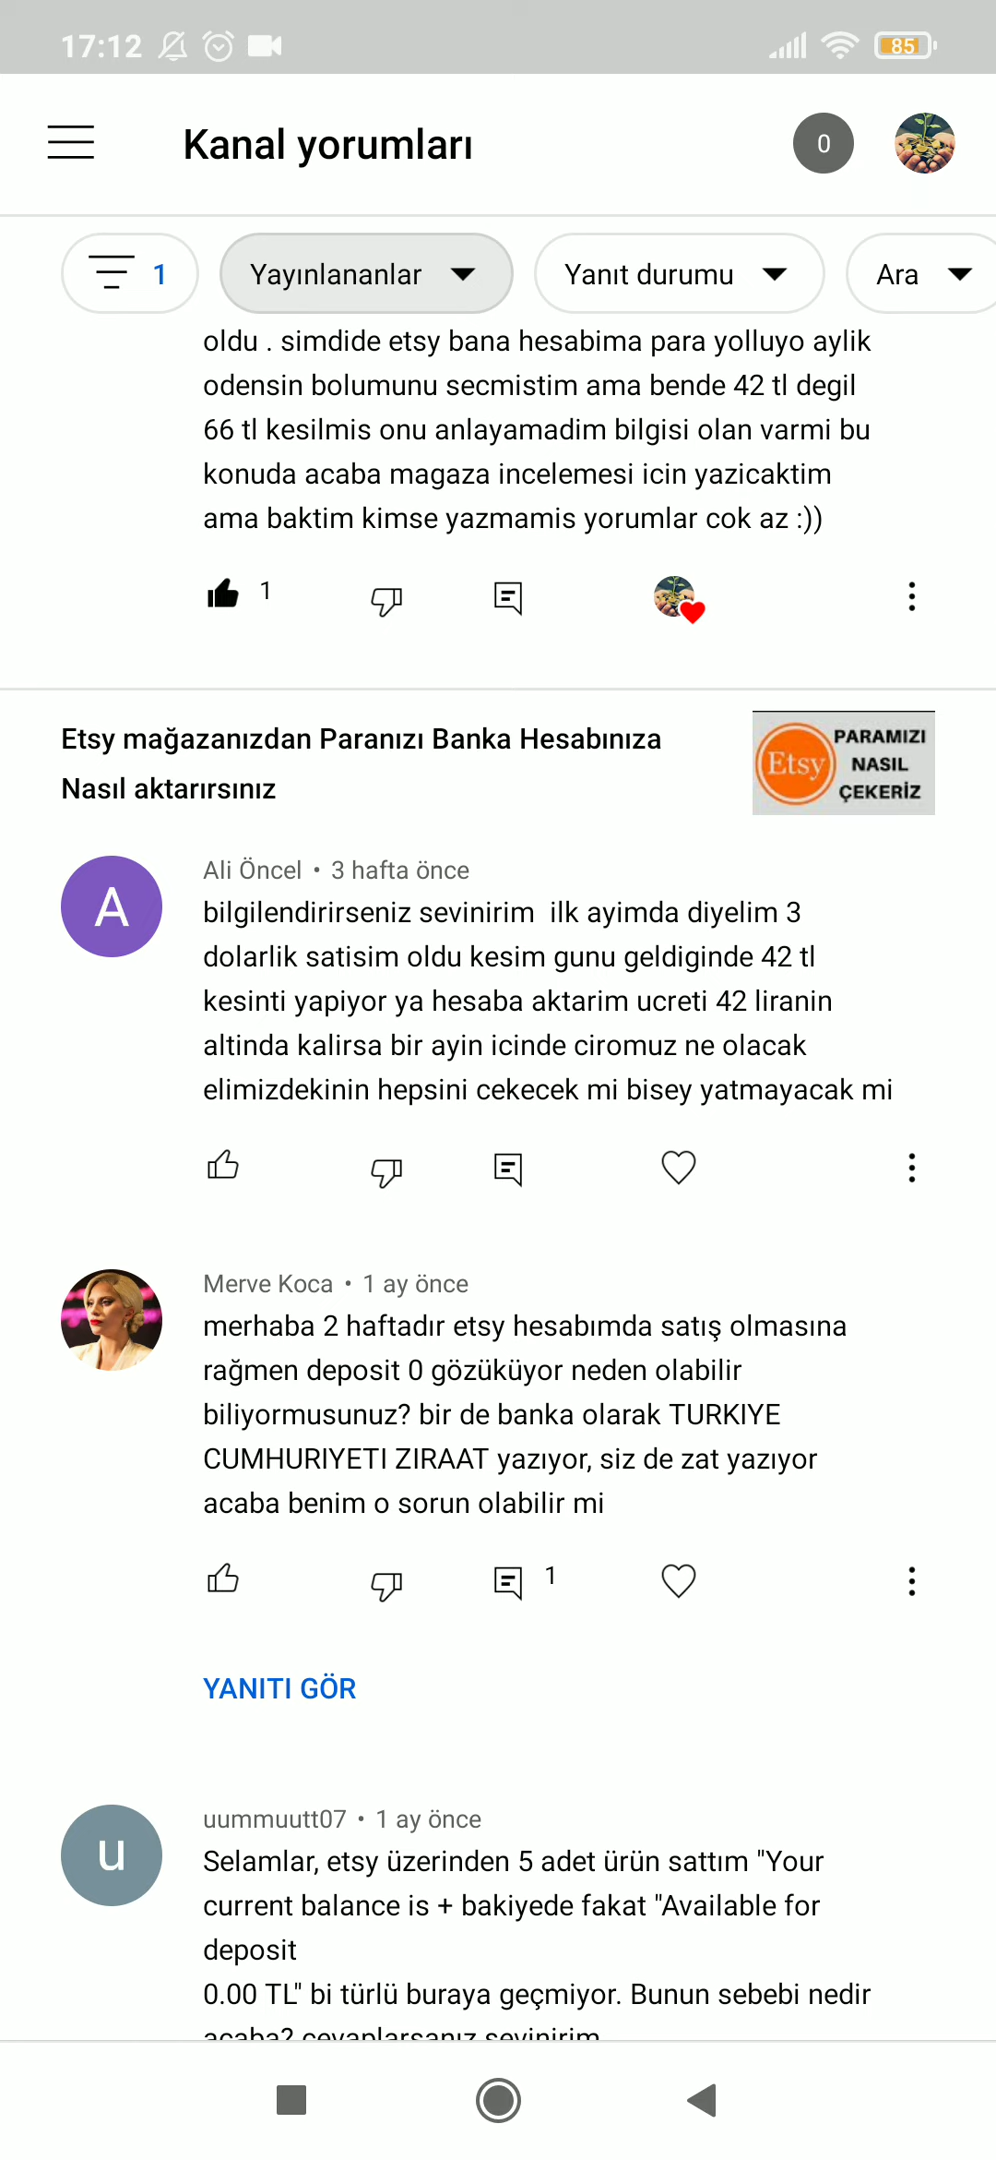 17:12
85
Kanal yorumları
0
1
Yayınlananlar
Yanıt durumu
Ara
oldu . simdide etsy bana hesabima para yolluyo aylik
odensin bolumunu secmistim ama bende 42 tl degil
66 tl kesilmis onu anlayamadim bilgisi olan varmi bu
konuda acaba magaza incelemesi icin yazicaktim
ama baktim kimse yazmamis yorumlar cok az :))
1
Etsy mağazanızdan Paranızı Banka Hesabınıza
Nasıl aktarırsınız
Etsy
PARAMIZI
NASIL
ÇEKERİZ
A
Ali Öncel • 3 hafta önce
bilgilendirirseniz sevinirim  ilk ayimda diyelim 3
dolarlik satisim oldu kesim gunu geldiginde 42 tl
kesinti yapiyor ya hesaba aktarim ucreti 42 liranin
altinda kalirsa bir ayin icinde ciromuz ne olacak
elimizdekinin hepsini cekecek mi bisey yatmayacak mi
Merve Koca • 1 ay önce
merhaba 2 haftadır etsy hesabımda satış olmasına
rağmen deposit 0 gözüküyor neden olabilir
biliyormusunuz? bir de banka olarak TURKIYE
CUMHURIYETI ZIRAAT yazıyor, siz de zat yazıyor
acaba benim o sorun olabilir mi
1
YANITI GÖR
u
uummuutt07 • 1 ay önce
Selamlar, etsy üzerinden 5 adet ürün sattım "Your
current balance is + bakiyede fakat "Available for
deposit
0.00 TL" bi türlü buraya geçmiyor. Bunun sebebi nedir
acaba? cevaplarsanız sevinirim